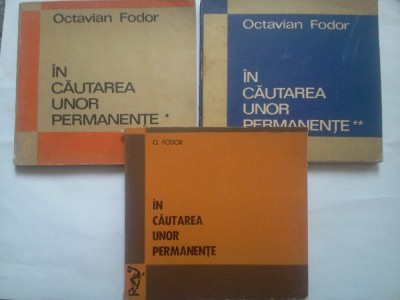 Octavian Fodor
ÎN
CĂUTAREA
UNOR
PERMANENȚE *
Octavian Fodor
ÎN
CĂUTAREA
UNOR
PERMANENȚE **
O. FODOR
ÎN
CĂUTAREA
UNOR
PERMANENȚE